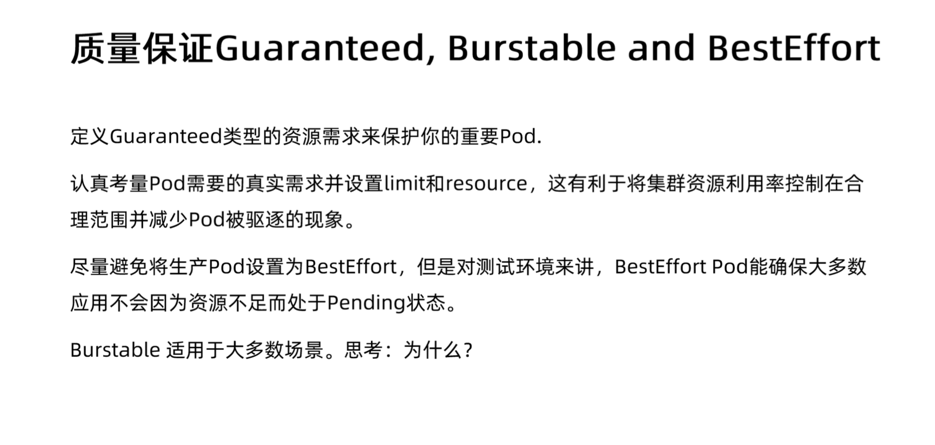 质量保证Guaranteed, Burstable and BestEffort
定义Guaranteed类型的资源需求来保护你的重要Pod.
认真考量Pod需要的真实需求并设置limit和resource，这有利于将集群资源利用率控制在合
理范围并减少Pod被驱逐的现象。
尽量避免将生产Pod设置为BestEffort，但是对测试环境来讲，BestEffort Pod能确保大多数
应用不会因为资源不足而处于Pending状态。
Burstable 适用于大多数场景。思考：为什么？